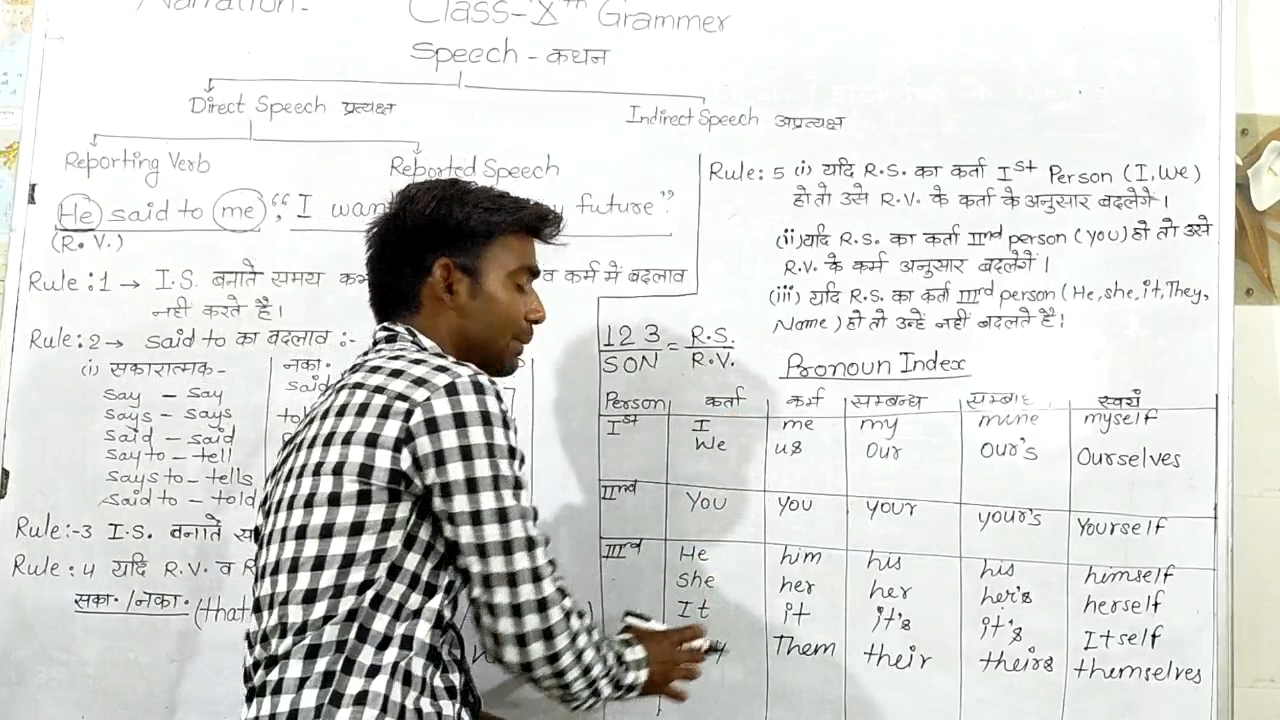 Narration- Class-Xth Grammer
Speech - कथन
Direct Speech प्रत्यक्ष
Indirect Speech अप्रत्यक्ष
Reporting Verb
Reported Speech
He said to me “ I want future”.
(R.V.)
Rule:1 → I.S. बनाते समय व कर्म में बदलाव
नहीं करते है।
Rule:2→ said to का बदलाव :-
(i) सकारात्मक-
say - say
says - says
said - said
say to - tell
says to - tells
said to - told
नका.
said
Rule:-3 I.S. बनाते
Rule: 4 यदि R.V. व
सका. /नका. (that
Rule: 5 (i) यदि R.S. का कर्ता Ist Person (I, We)
हो तो उसे R.V. के कर्ता के अनुसार बदलेगें।
(ii) यदि R.S. का कर्ता IInd person (you) हो तो उसे
R.V. के कर्म अनुसार बदलेगें।
(iii) यदि R.S. का कर्ता IIIrd person (He, she, it, They,
Name) हो तो उन्हें नहीं बदलते है।
1 2 3 = R.S.
SON R.V.
Pronoun Index
Person कर्ता कर्म सम्बन्ध स्वयं
Ist I me my mine myself
We us our our's Ourselves
IInd You you your your's Yourself
IIIrd He him his his himself
she her her her's herself
It it it's it's Itself
Them their theirs themselves